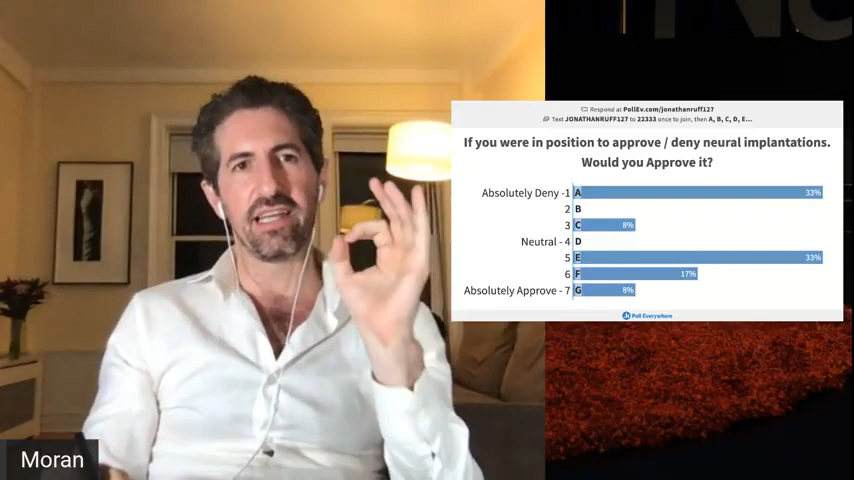 Respond at PollEv.com/jonathanruff127
Text JONATHANRUFF127 to 22333 once to join, then A, B, C, D, E...
If you were in position to approve / deny neural implantations.
Would you Approve it?
Absolutely Deny -1 A 33%
2 B
3 C 8%
Neutral - 4 D
5 E 33%
6 F 17%
Absolutely Approve - 7 G 8%
Poll Everywhere
Moran